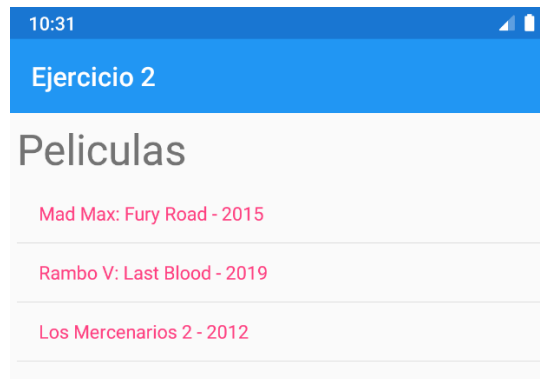 10:31
Ejercicio 2
Peliculas
Mad Max: Fury Road - 2015
Rambo V: Last Blood - 2019
Los Mercenarios 2 - 2012